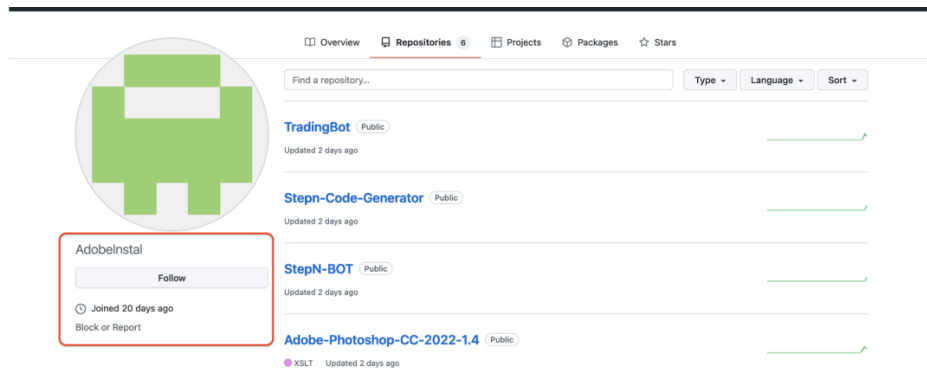 Overview Repositories 6 Projects Packages Stars
Find a repository... Type Language Sort
TradingBot Public
Updated 2 days ago
Stepn-Code-Generator Public
Updated 2 days ago
AdobeInstal
Follow
Joined 20 days ago
Block or Report
StepN-BOT Public
Updated 2 days ago
Adobe-Photoshop-CC-2022-1.4 Public
XSLT Updated 2 days ago